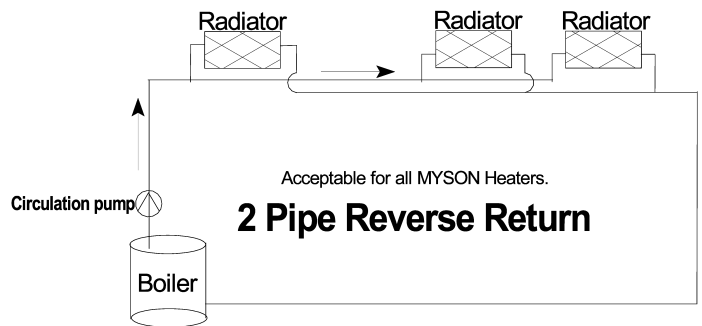 Radiator
Radiator
Radiator
Acceptable for all MYSON Heaters.
Circulation pump
2 Pipe Reverse Return
Boiler